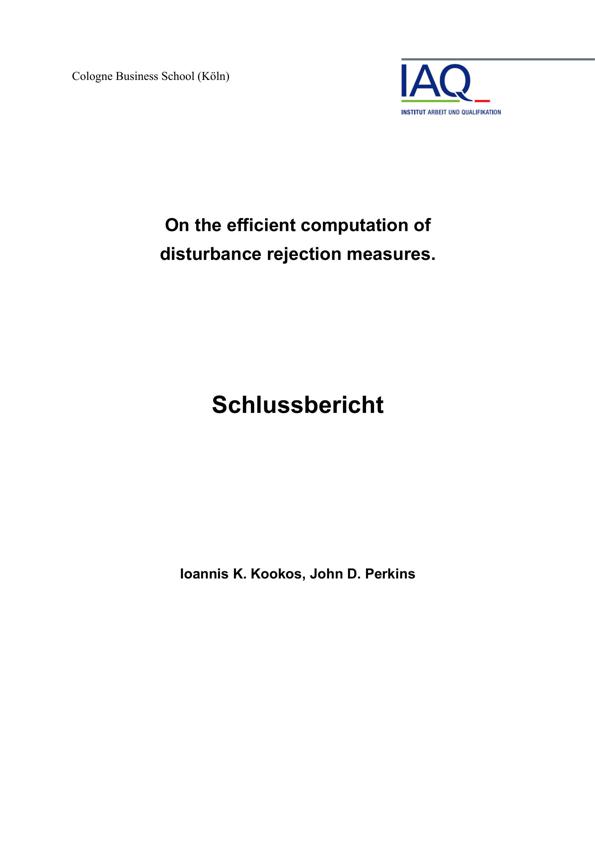 Cologne Business School (Köln)
IAQ
INSTITUT ARBEIT UND QUALIFIKATION
On the efficient computation of
disturbance rejection measures.
Schlussbericht
Ioannis K. Kookos, John D. Perkins